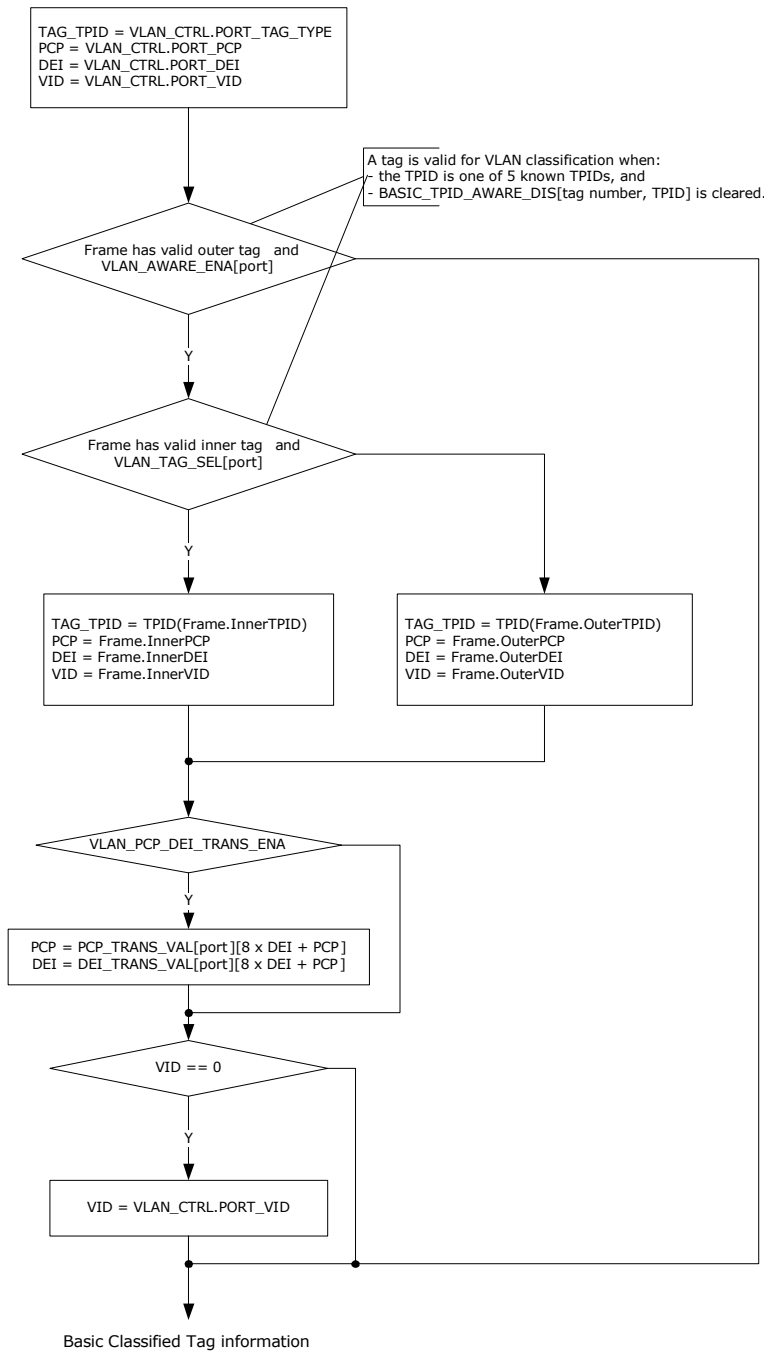 TAG_TPID = VLAN_CTRL.PORT_TAG_TYPE
PCP = VLAN_CTRL.PORT_PCP
DEI = VLAN_CTRL.PORT_DEI
VID = VLAN_CTRL.PORT_VID
A tag is valid for VLAN classification when:
- the TPID is one of 5 known TPIDs, and
- BASIC_TPID_AWARE_DIS[tag number, TPID] is cleared.
Frame has valid outer tag and
VLAN_AWARE_ENA[port]
Y
Frame has valid inner tag and
VLAN_TAG_SEL[port]
Y
TAG_TPID = TPID(Frame.InnerTPID)
PCP = Frame.InnerPCP
DEI = Frame.InnerDEI
VID = Frame.InnerVID
TAG_TPID = TPID(Frame.OuterTPID)
PCP = Frame.OuterPCP
DEI = Frame.OuterDEI
VID = Frame.OuterVID
VLAN_PCP_DEI_TRANS_ENA
Y
PCP = PCP_TRANS_VAL[port][8 x DEI + PCP]
DEI = DEI_TRANS_VAL[port][8 x DEI + PCP]
VID == 0
Y
VID = VLAN_CTRL.PORT_VID
Basic Classified Tag information